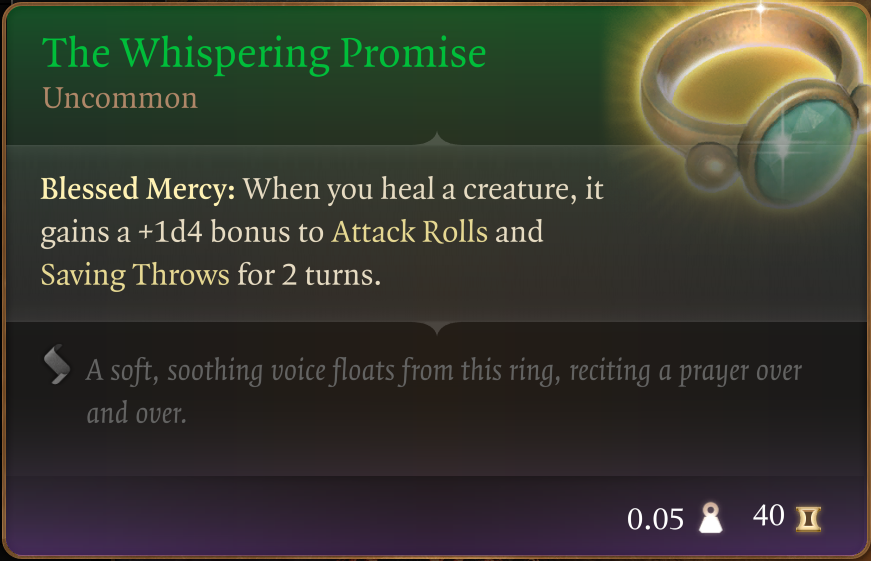 The Whispering Promise
Uncommon
Blessed Mercy: When you heal a creature, it
gains a +1d4 bonus to Attack Rolls and
Saving Throws for 2 turns.
A soft, soothing voice floats from this ring, reciting a prayer over
and over.
0.05 40